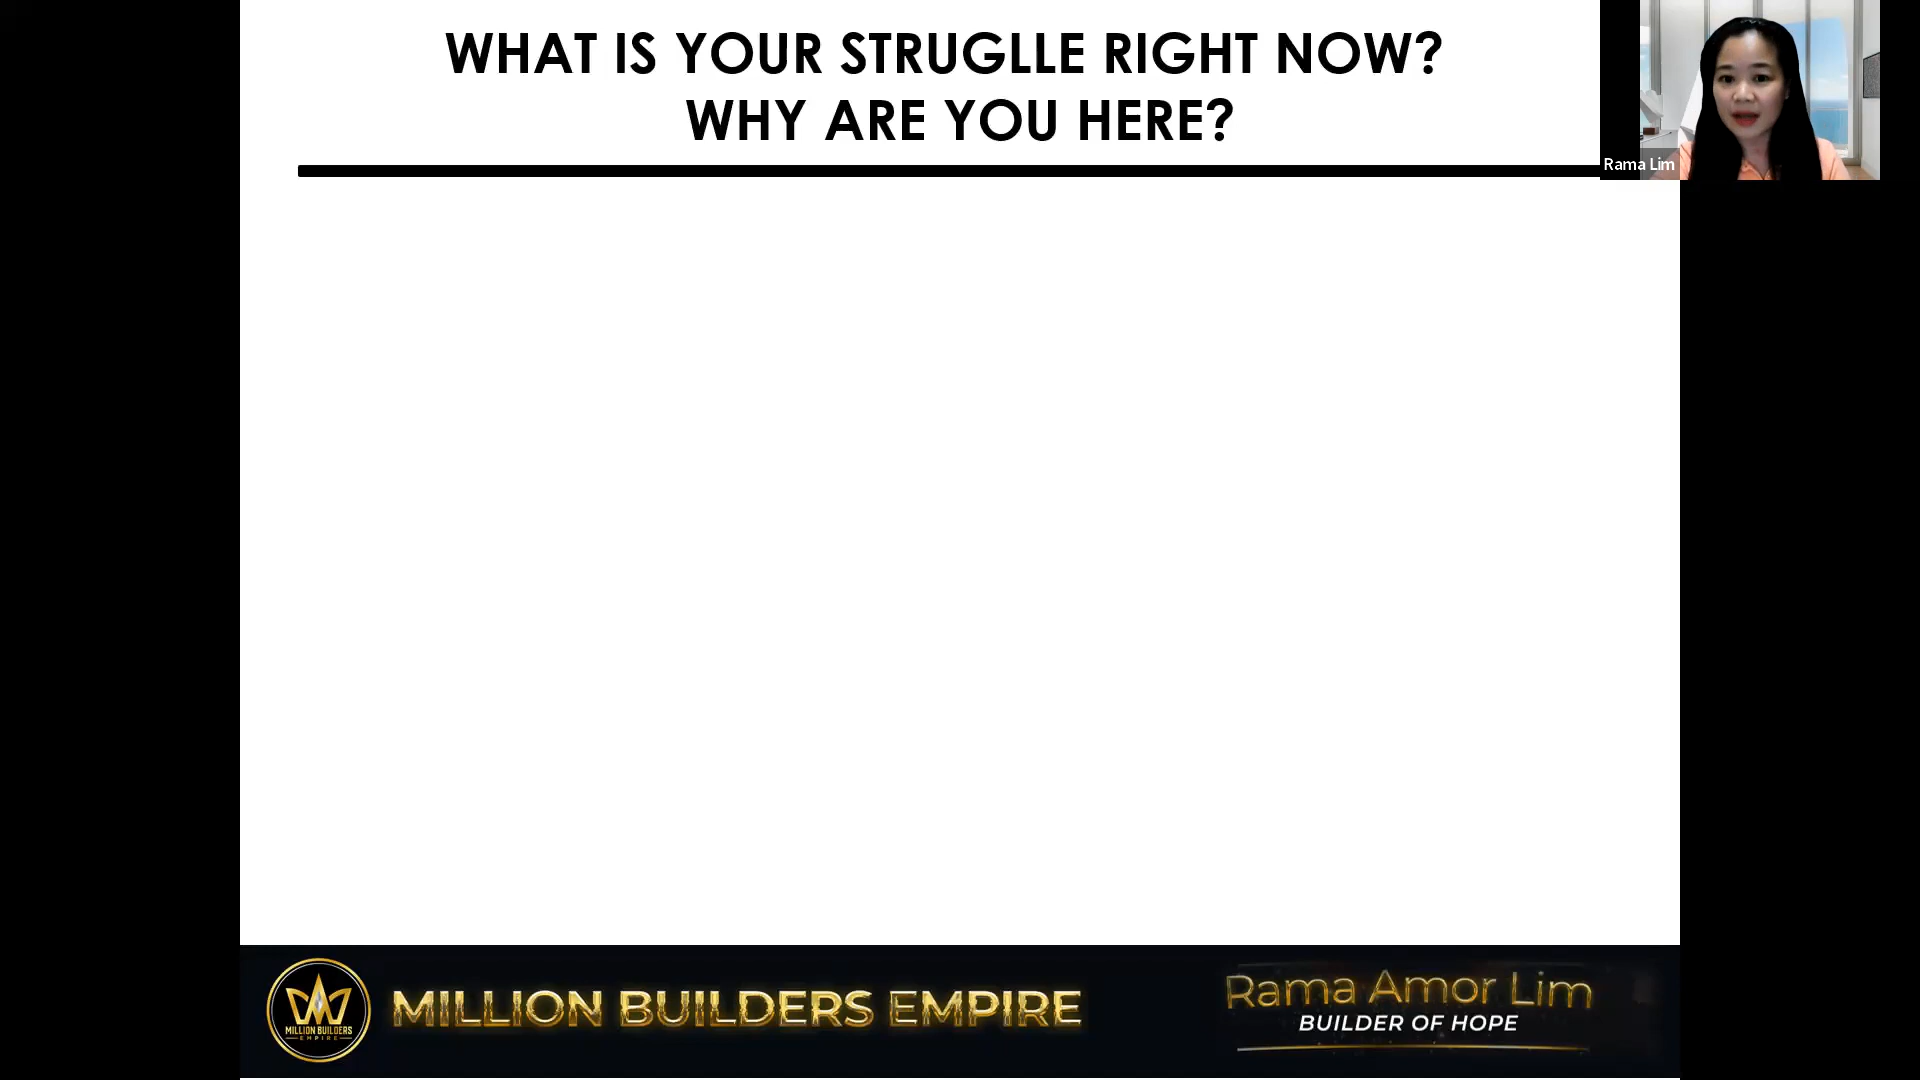 WHAT IS YOUR STRUGLLE RIGHT NOW?
WHY ARE YOU HERE?
Rama Lim
MILLION BUILDERS
EMPIRE
MILLION BUILDERS EMPIRE
Rama Amor Lim
BUILDER OF HOPE